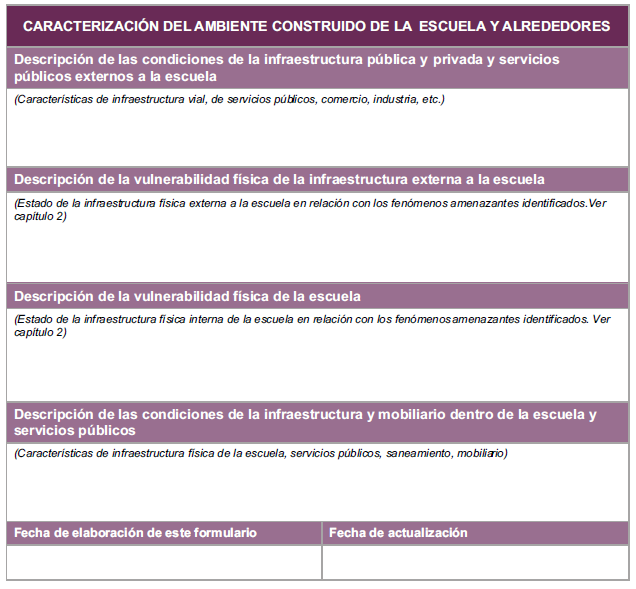 CARACTERIZACIÓN DEL AMBIENTE CONSTRUIDO DE LA ESCUELA Y ALREDEDORES
Descripción de las condiciones de la infraestructura pública y privada y servicios
públicos externos a la escuela
(Características de infraestructura vial, de servicios públicos, comercio, industria, etc.)
Descripción de la vulnerabilidad física de la infraestructura externa a la escuela
(Estado de la infraestructura física externa a la escuela en relación con los fenómenos amenazantes identificados.Ver
capitulo 2)
Descripción de la vulnerabilidad física de la escuela
(Estado de la infraestructura física interna de la escuela en relación con los fenómenos amenazantes identificados. Ver
capitulo 2)
Descripción de las condiciones de la infraestructura y mobiliario dentro de la escuela y
servicios públicos
(Características de infraestructura física de la escuela, servicios públicos, saneamiento, mobiliario)
Fecha de elaboración de este formulario
Fecha de actualización